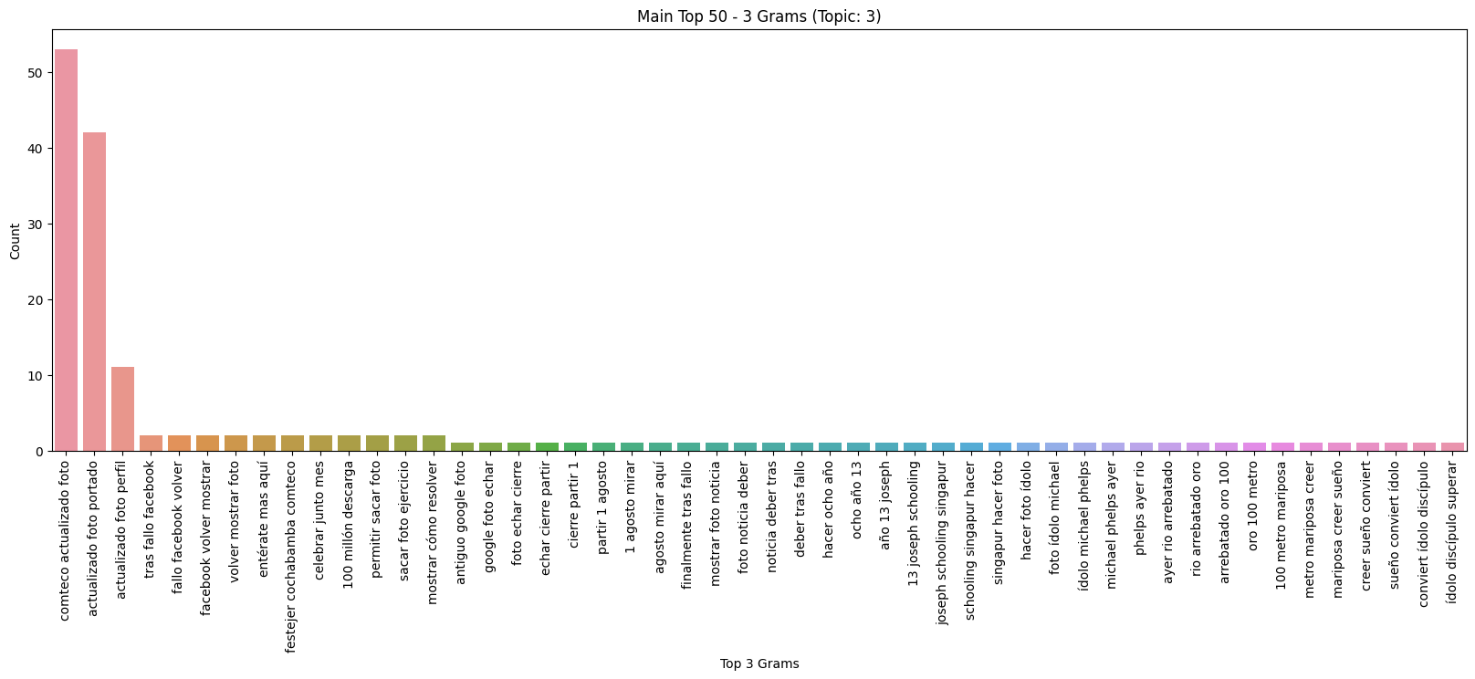 Main Top 50 - 3 Grams (Topic: 3)
Count
50
40
30
20
10
0
comteco actualizado foto
actualizado foto portado
actualizado foto perfil
tras fallo facebook
fallo facebook volver
facebook volver mostrar
volver mostrar foto
entérate mas aquí
festejer cochabamba comteco
celebrar junto mes
100 millón descarga
permitir sacar foto
sacar foto ejercicio
mostrar cómo resolver
antiguo google foto
google foto echar
foto echar cierre
echar cierre partir
cierre partir 1
partir 1 agosto
1 agosto mirar
agosto mirar aquí
finalmente tras fallo
mostrar foto noticia
foto noticia deber
noticia deber tras
deber tras fallo
hacer ocho año
ocho año 13
año 13 joseph
13 joseph schooling
joseph schooling singapur
schooling singapur hacer
singapur hacer foto
hacer foto ídolo
foto ídolo michael
ídolo michael phelps
michael phelps ayer
phelps ayer rio
ayer rio arrebatado
rio arrebatado oro
arrebatado oro 100
oro 100 metro
100 metro mariposa
metro mariposa creer
mariposa creer sueño
creer sueño conviert
sueño conviert ídolo
conviert ídolo discípulo
ídolo discípulo superar
Top 3 Grams